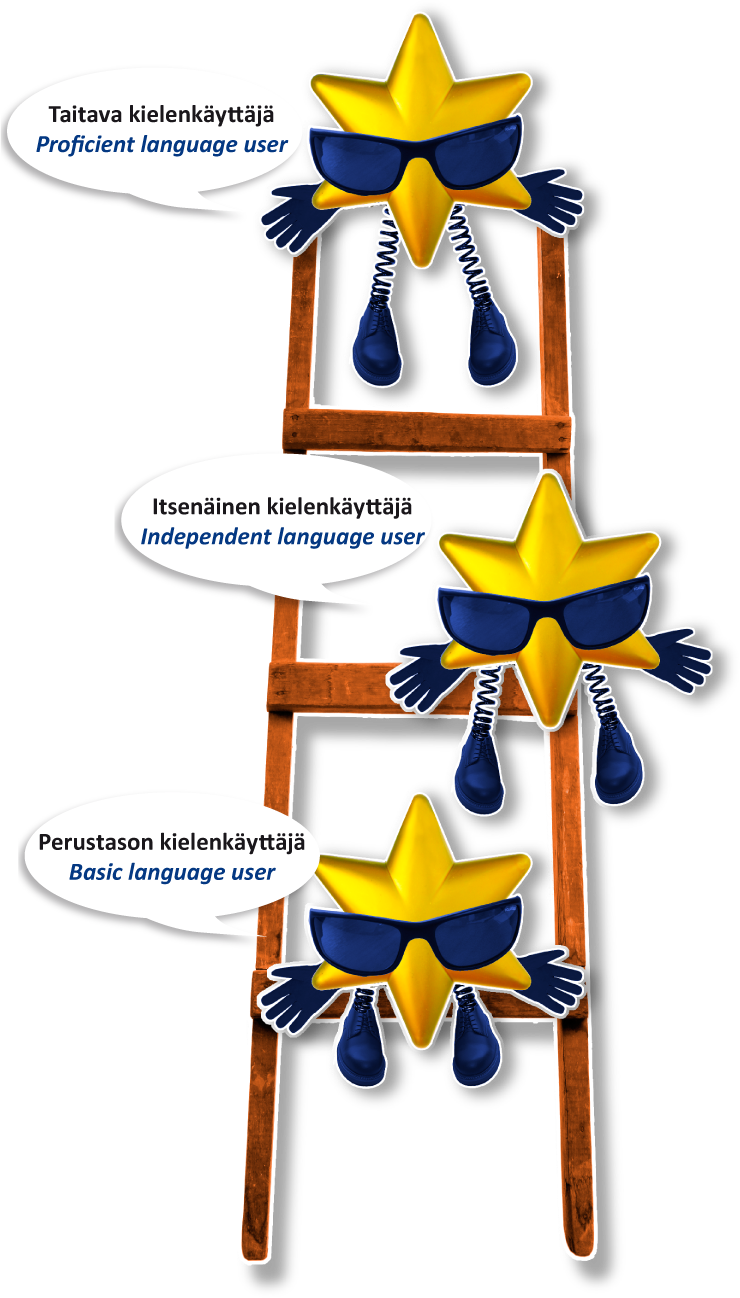 Taitava kielenkäyttäjä
Proficient language user
Itsenäinen kielenkäyttäjä
Independent language user
Perustason kielenkäyttäjä
Basic language user